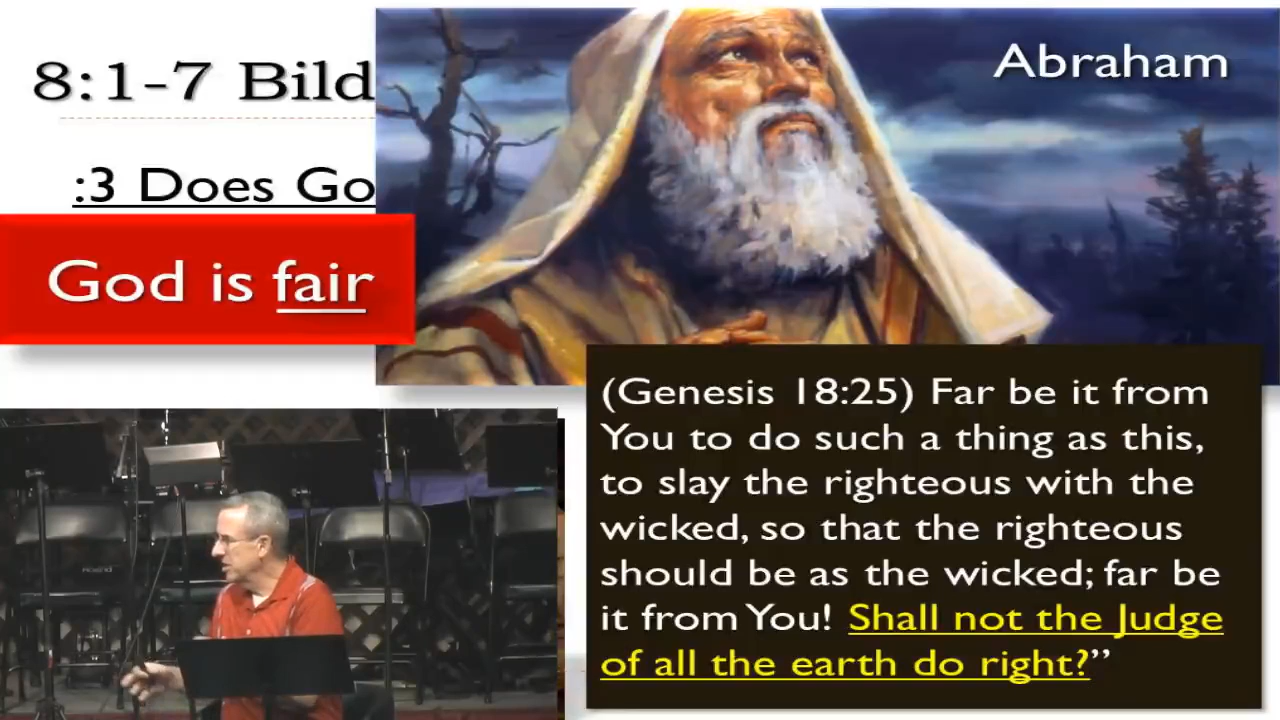 8:1-7 Bild
Abraham
:3 Does Go
God is fair
(Genesis 18:25) Far be it from
You to do such a thing as this,
to slay the righteous with the
wicked, so that the righteous
should be as the wicked; far be
it from You! Shall not the Judge
of all the earth do right?”